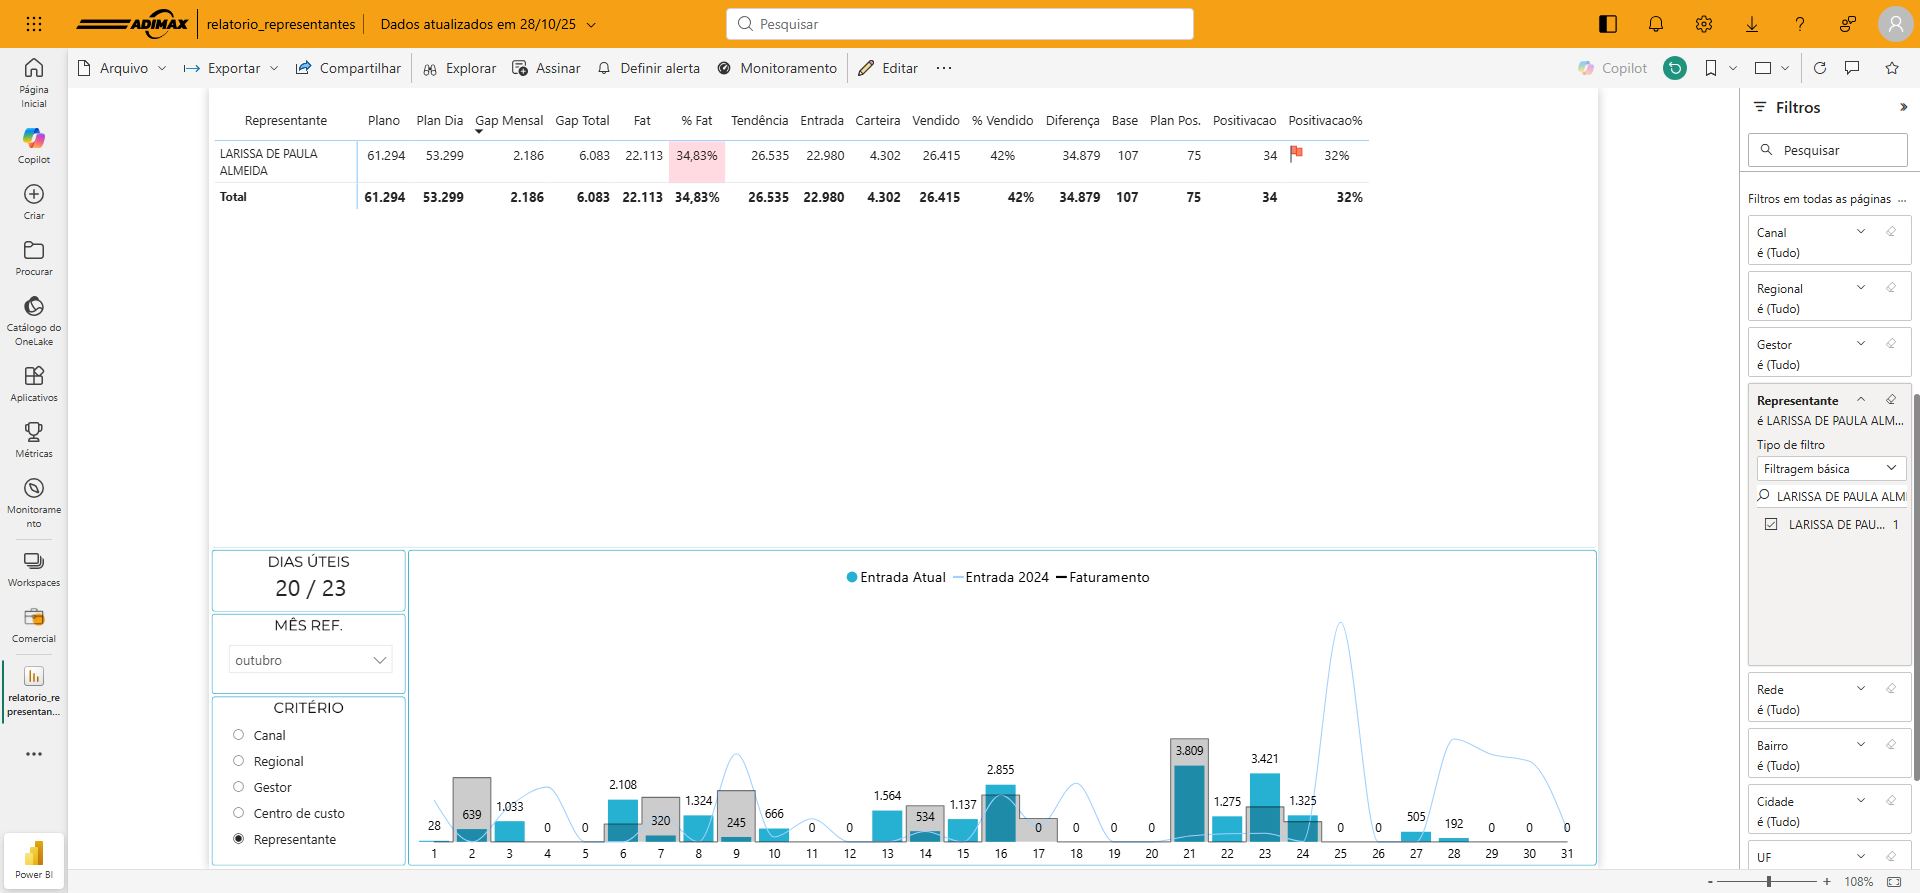 ADIMAX
relatorio_representantes
Dados atualizados em 28/10/25
Pesquisar
Arquivo
Exportar
Compartilhar
Explorar
Assinar
Definir alerta
Monitoramento
Editar
Copilot
Página
Inicial
Copilot
Criar
Procurar
Catálogo do
OneLake
Aplicativos
Métricas
Monitorame
nto
Workspaces
Comercial
relatorio_re
presentan...
Power BI
Representante Plano Plan Dia Gap Mensal Gap Total Fat % Fat Tendência Entrada Carteira Vendido % Vendido Diferença Base Plan Pos. Positivacao Positivacao%
LARISSA DE PAULA
ALMEIDA
61.294 53.299 2.186 6.083 22.113 34,83% 26.535 22.980 4.302 26.415 42% 34.879 107 75 34 32%
Total 61.294 53.299 2.186 6.083 22.113 34,83% 26.535 22.980 4.302 26.415 42% 34.879 107 75 34 32%
DIAS ÚTEIS
20 / 23
MÊS REF.
outubro
CRITÉRIO
Canal
Regional
Gestor
Centro de custo
Representante
Entrada Atual Entrada 2024 Faturamento
28 639 1.033 0 0 2.108 320 1.324 245 666 0 0 1.564 534 1.137 2.855 0 0 0 0 3.809 1.275 3.421 1.325 0 0 505 192 0 0 0
1 2 3 4 5 6 7 8 9 10 11 12 13 14 15 16 17 18 19 20 21 22 23 24 25 26 27 28 29 30 31
Filtros
Pesquisar
Filtros em todas as páginas ...
Canal
é (Tudo)
Regional
é (Tudo)
Gestor
é (Tudo)
Representante
é LARISSA DE PAULA ALM...
Tipo de filtro
Filtragem básica
LARISSA DE PAULA ALM
LARISSA DE PAU... 1
Rede
é (Tudo)
Bairro
é (Tudo)
Cidade
é (Tudo)
UF
- + 108%